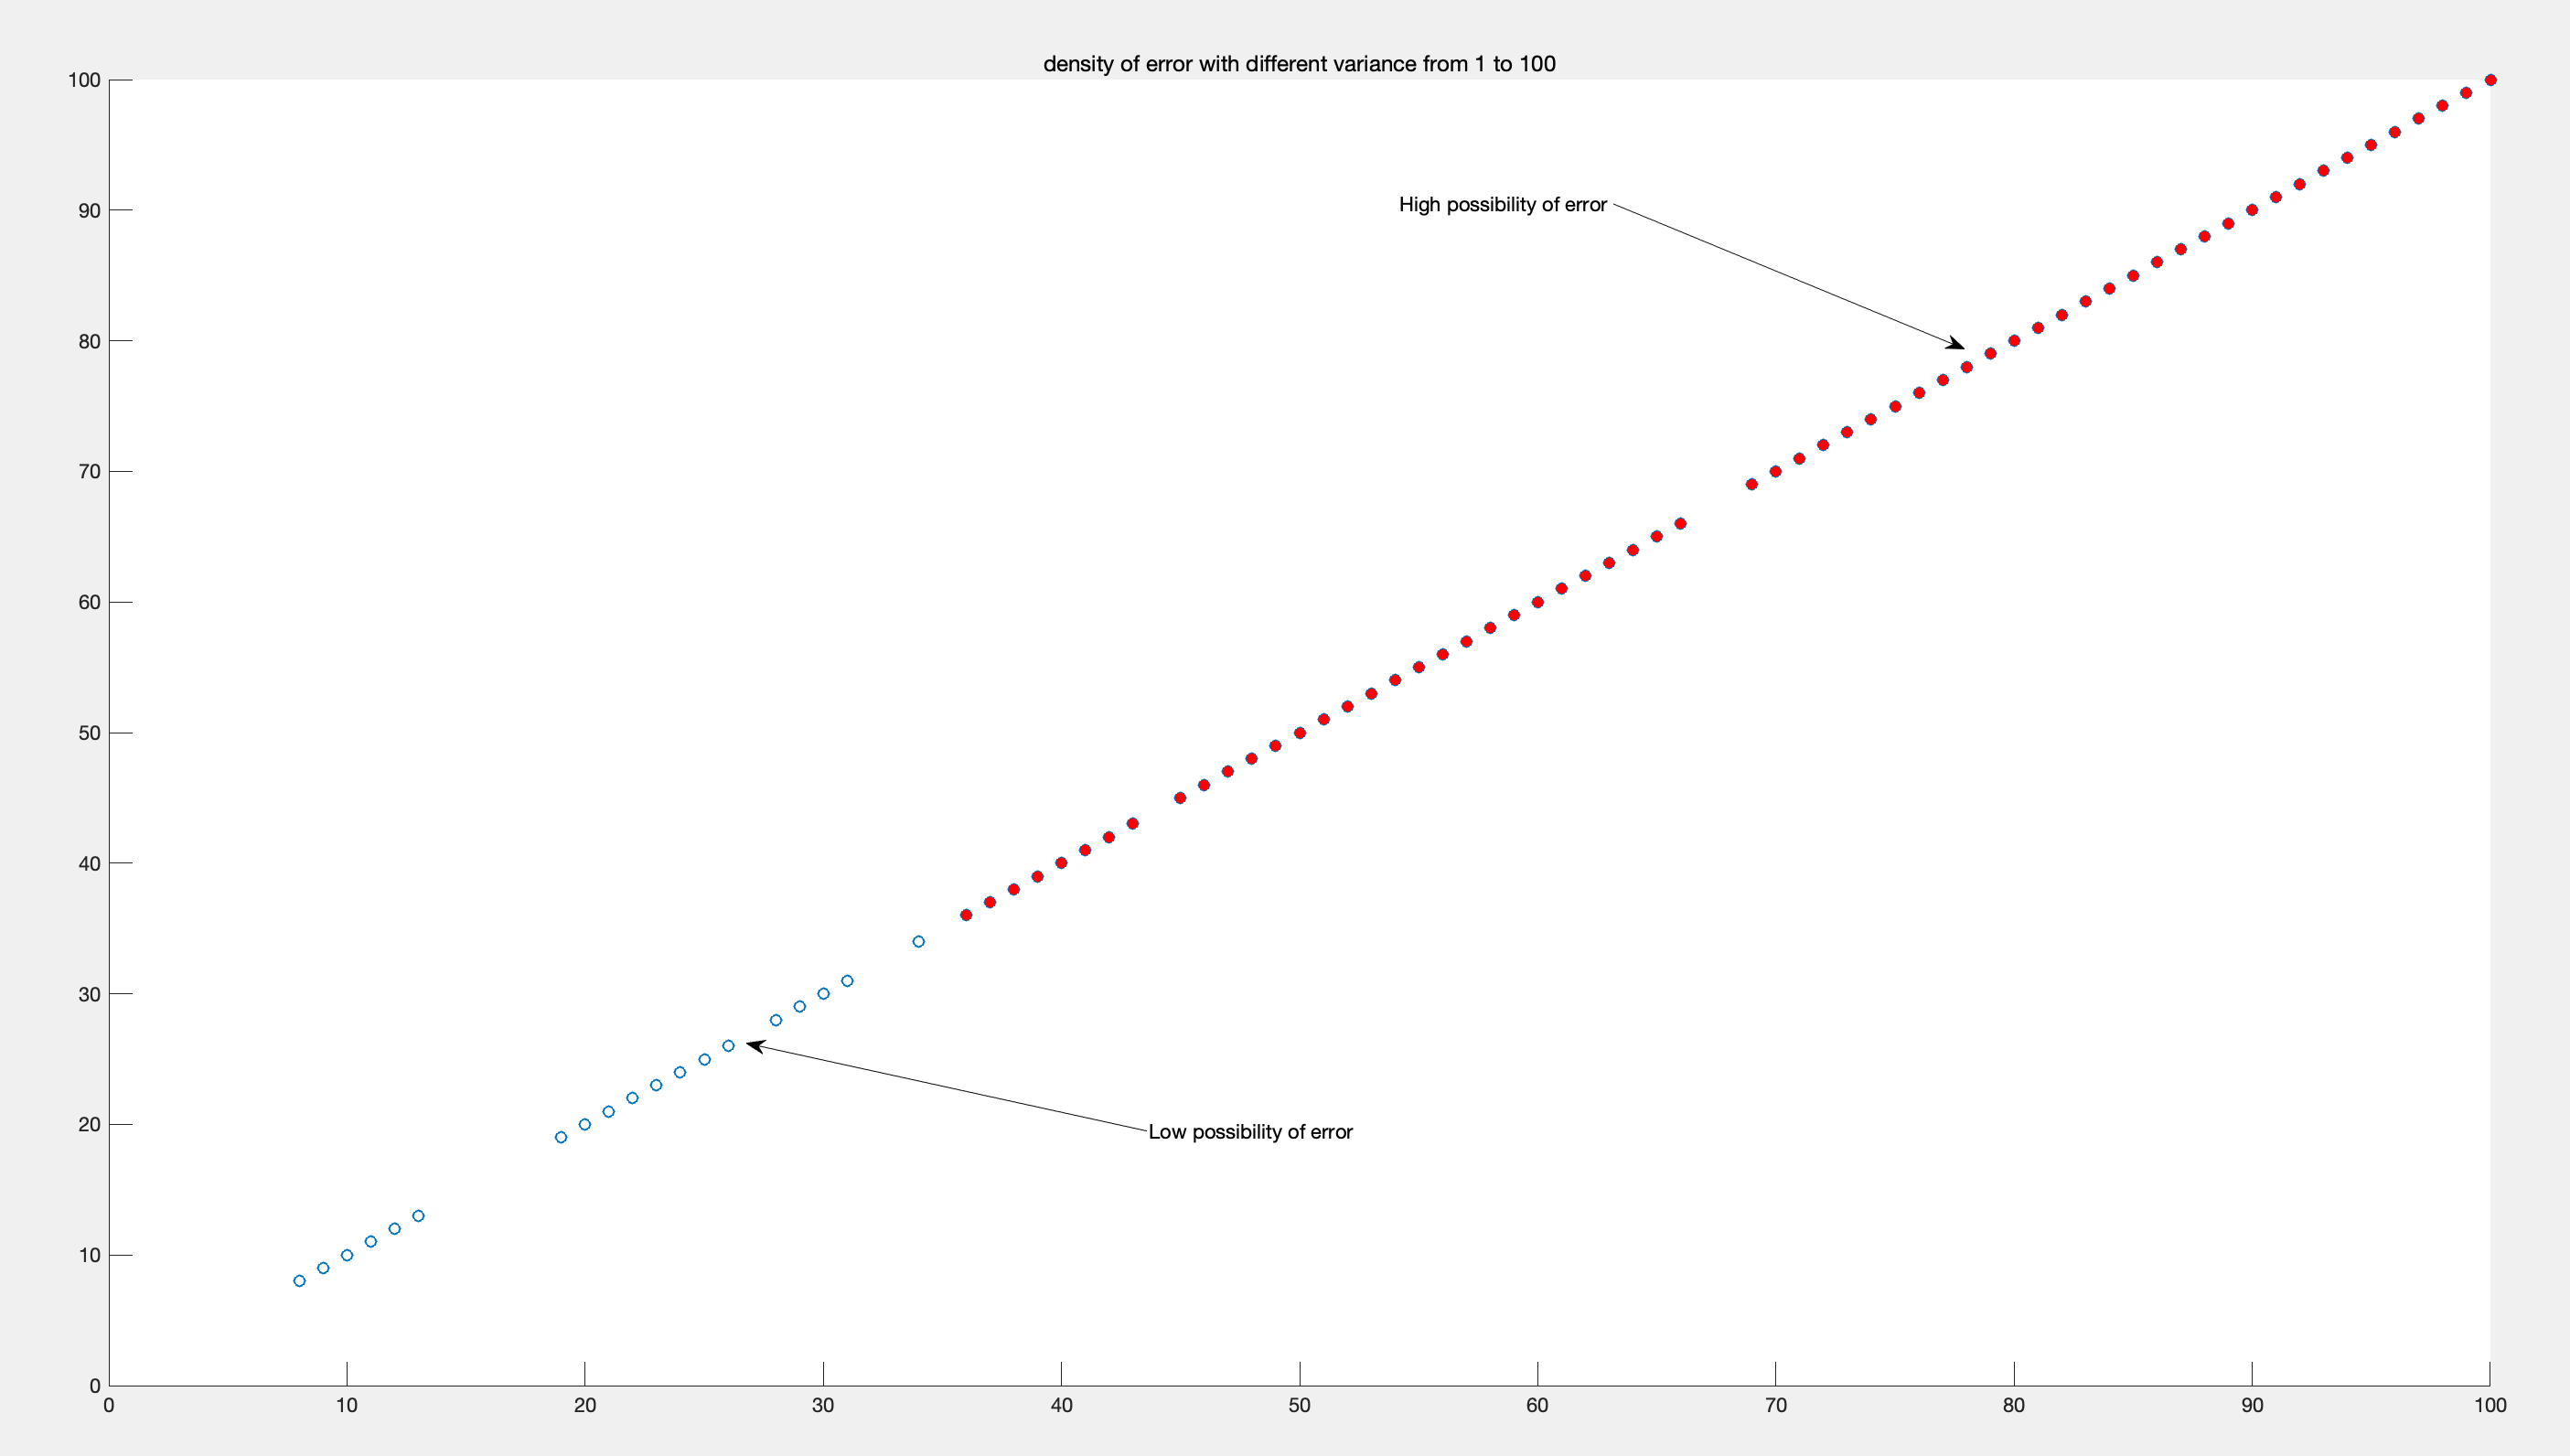 density of error with different variance from 1 to 100
100
90
High possibility of error
80
70
60
50
40
30
20
Low possibility of error
10
0
0 10 20 30 40 50 60 70 80 90 100